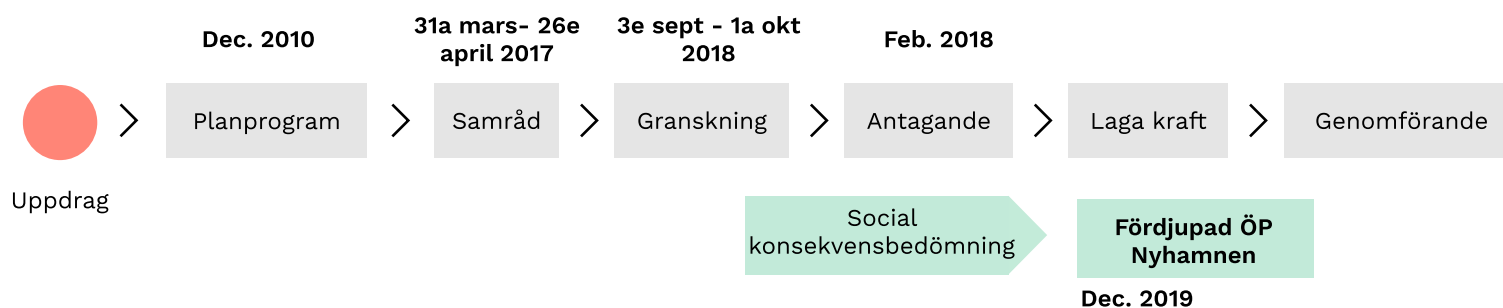 Dec. 2010
31a mars- 26e
april 2017
3e sept - 1a okt
2018
Feb. 2018
Planprogram
Samråd
Granskning
Antagande
Laga kraft
Genomförande
Uppdrag
Social
konsekvensbedömning
Fördjupad ÖP
Nyhamnen
Dec. 2019